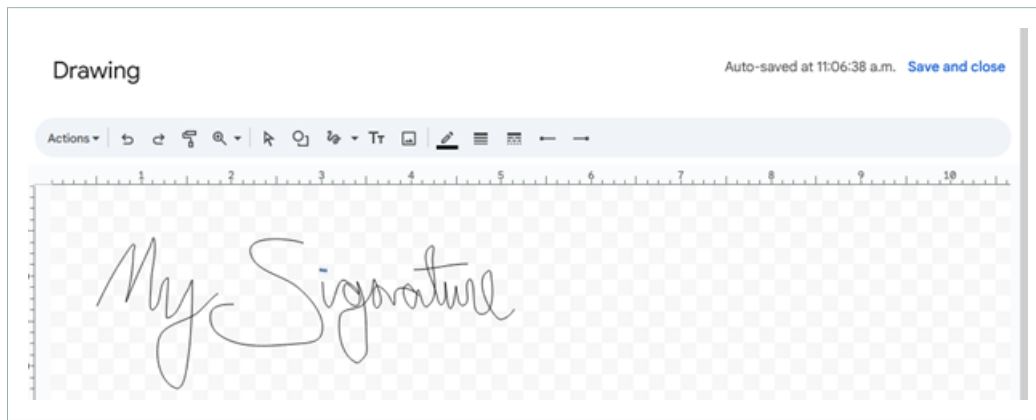 Drawing
Auto-saved at 11:06:38 a.m. Save and close
Actions
Tт
1 2 3 4 5 6 7 8 9 10
My Signature